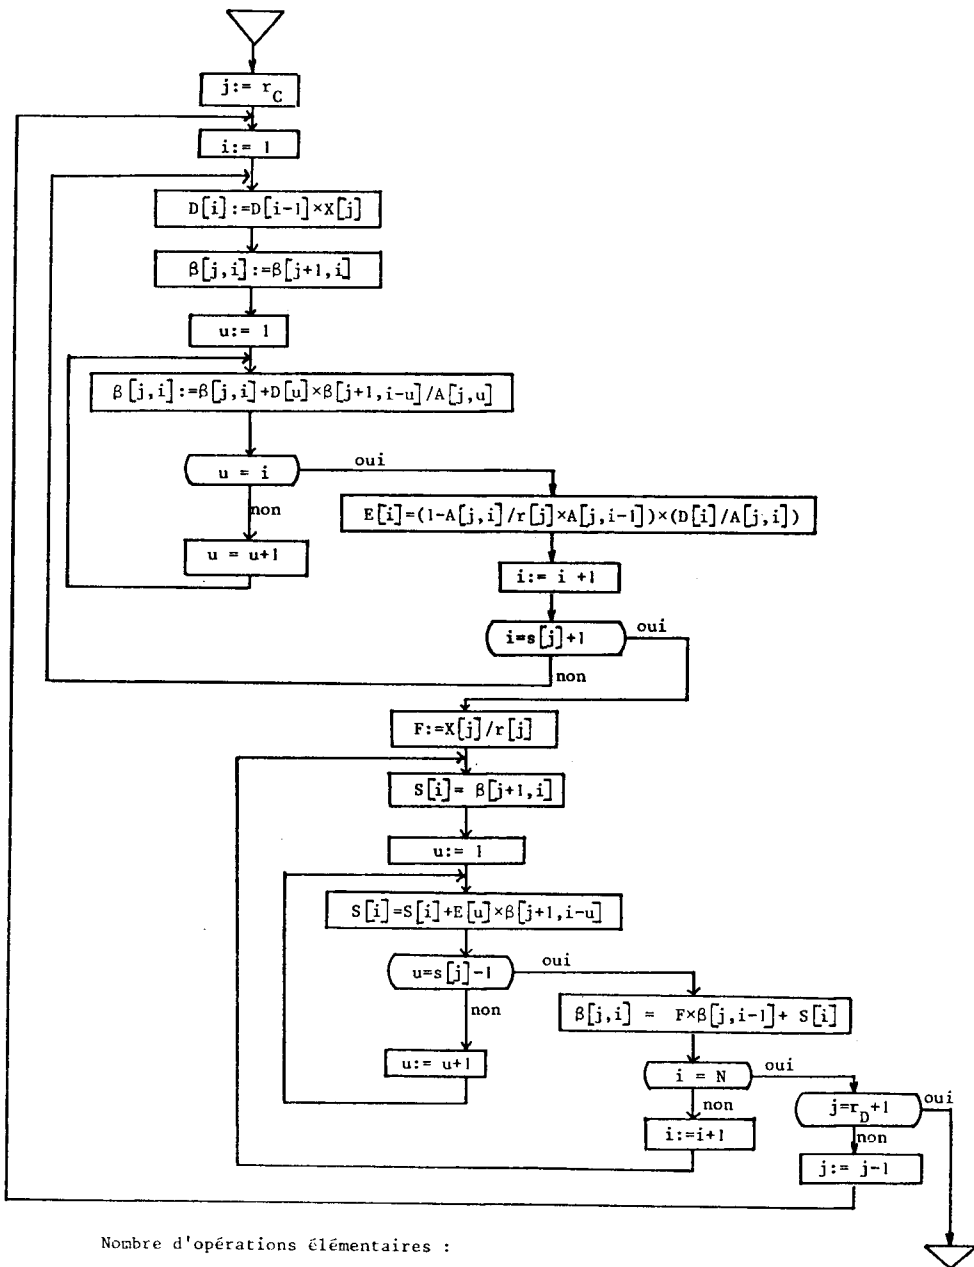 j:= r_C
i:= 1
D[i]:=D[i-1]×X[j]
β[j,i]:=β[j+1,i]
u:= 1
β[j,i]:=β[j,i]+D[u]×β[j+1,i-u]/A[j,u]
u = i
oui
non
E[i]=(1-A[j,i]/r[j]×A[j,i-1])×(D[i]/A[j,i])
u = u+1
i:= i +1
i=s[j]+1
oui
non
F:=X[j]/r[j]
S[i]= β[j+1,i]
u:= 1
S[i]=S[i]+E[u]×β[j+1,i-u]
u=s[j]-1
oui
non
β[j,i] = F×β[j,i-1]+ S[i]
u:= u+1
i = N
oui
non
j=r_D+1
oui
non
i:=i+1
j:= j-1
Nombre d'opérations élémentaires :